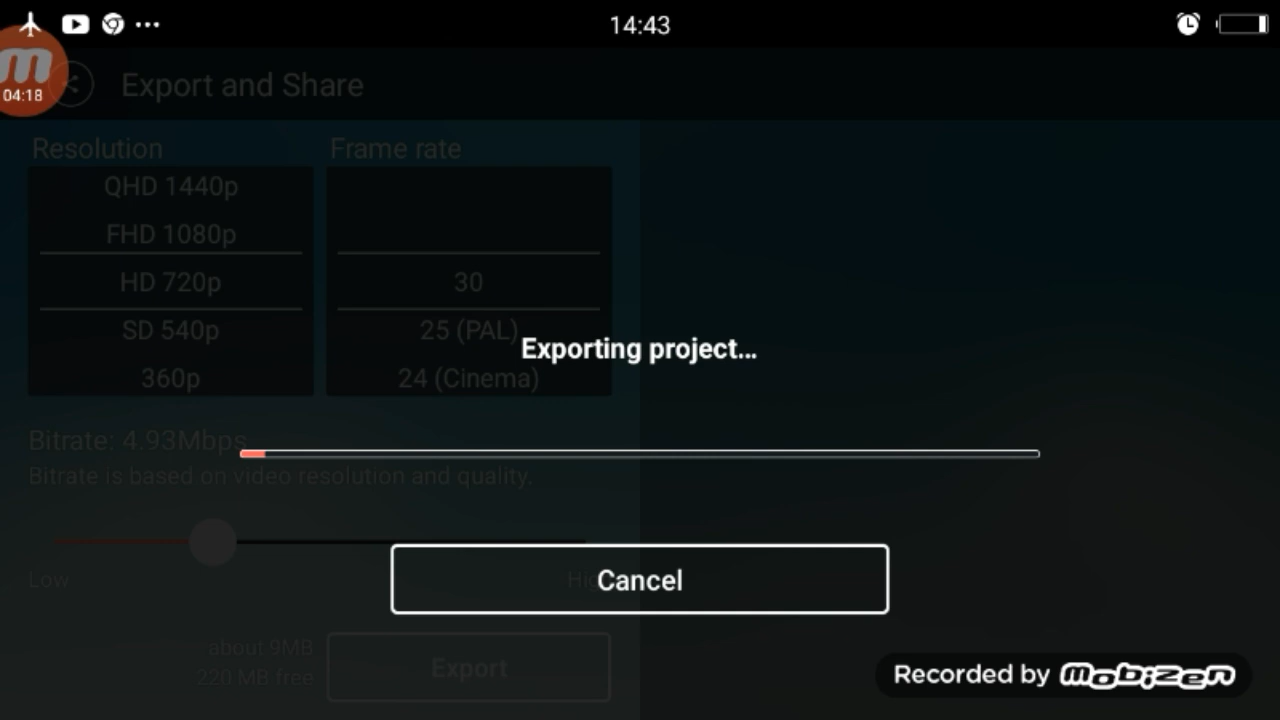 14:43
m
04:18
Export and Share
Resolution
Frame rate
QHD 1440p
FHD 1080p
HD 720p
30
SD 540p
25 (PAL)
360p
24 (Cinema)
Exporting project...
Bitrate: 4.93Mbps
Bitrate is based on video resolution and quality.
Low
Cancel
about 9MB
220 MB free
Export
Recorded by mobizen